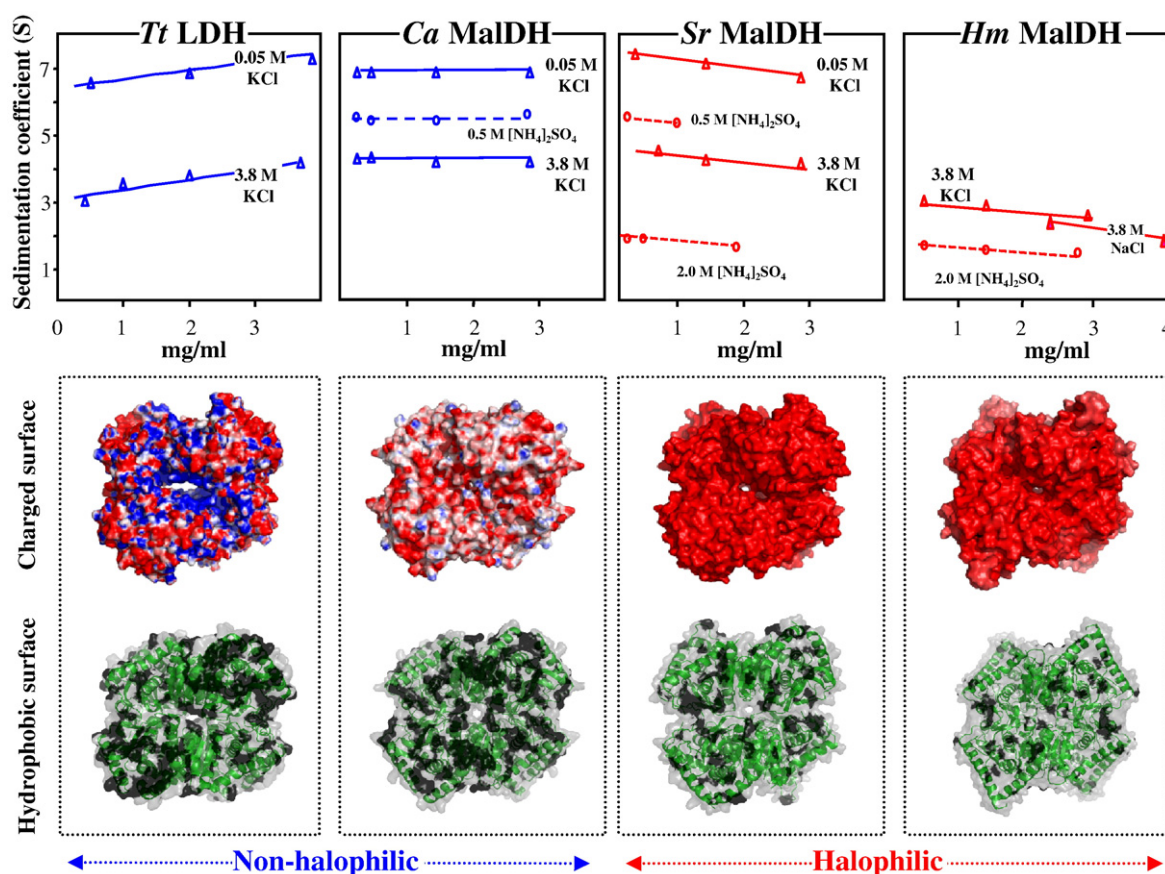 Tt LDH
Ca MalDH
Sr MalDH
Hm MalDH
Sedimentation coefficient (S)
7
5
3
1
0.05 M
KCl
3.8 M
KCl
0 1 2 3
mg/ml
0.05 M
KCl
0.5 M [NH₄]₂SO₄
3.8 M
KCl
1 2 3
mg/ml
0.05 M
KCl
0.5 M [NH₄]₂SO₄
3.8 M
KCl
2.0 M [NH₄]₂SO₄
1 2 3
mg/ml
3.8 M
KCl
3.8 M
NaCl
2.0 M [NH₄]₂SO₄
1 2 3 4
mg/ml
Charged surface
Hydrophobic surface
Non-halophilic
Halophilic